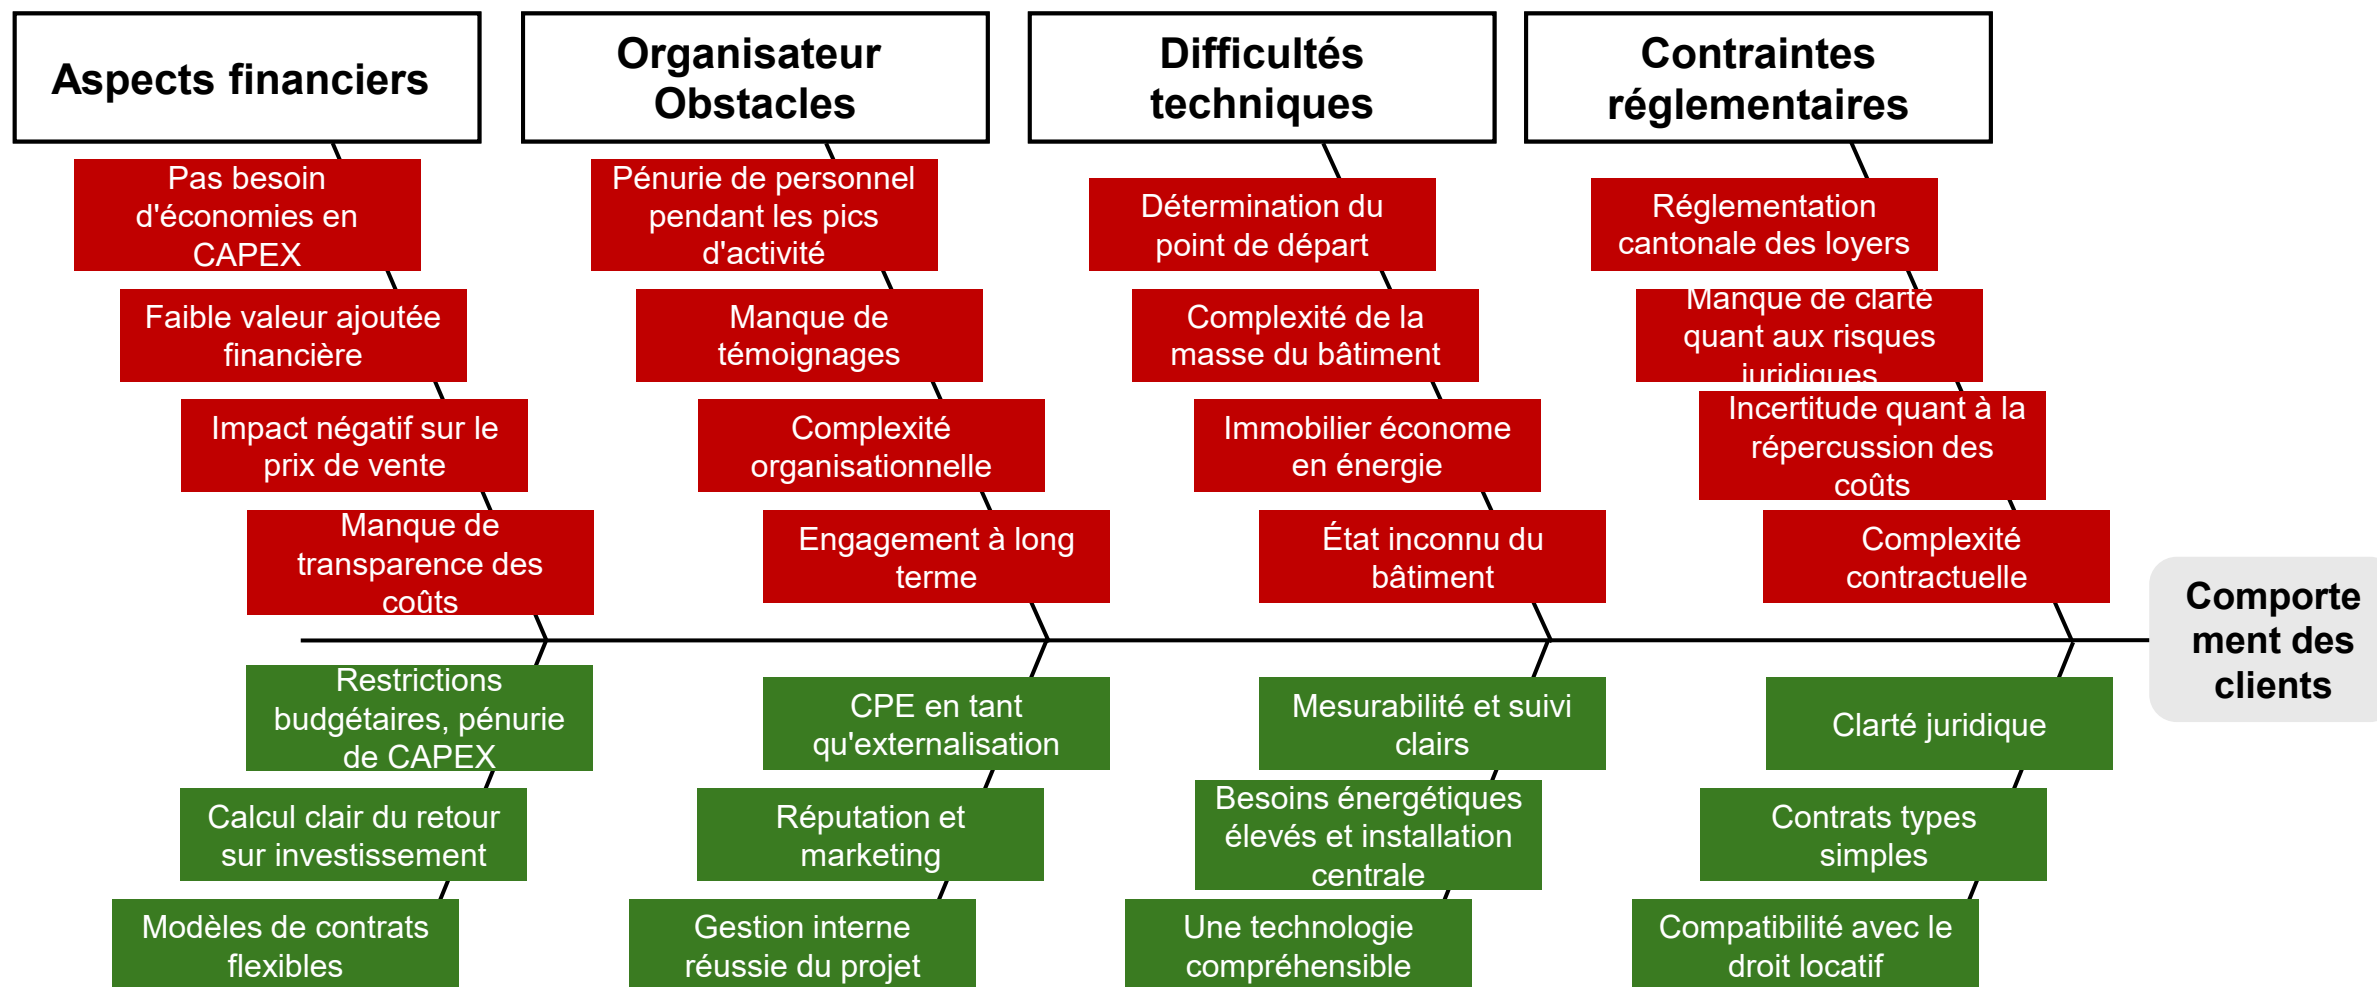 Aspects financiers
Organisateur
Obstacles
Difficultés
techniques
Contraintes
réglementaires
Pas besoin
d'économies en
CAPEX
Faible valeur ajoutée
financière
Impact négatif sur le
prix de vente
Manque de
transparence des
coûts
Pénurie de personnel
pendant les pics
d'activité
Manque de
témoignages
Complexité
organisationnelle
Engagement à long
terme
Détermination du
point de départ
Complexité de la
masse du bâtiment
Immobilier économe
en énergie
État inconnu du
bâtiment
Réglementation
cantonale des loyers
Manque de clarté
quant aux risques
juridiques
Incertitude quant à la
répercussion des
coûts
Complexité
contractuelle
Comporte
ment des
clients
Restrictions
budgétaires, pénurie
de CAPEX
Calcul clair du retour
sur investissement
Modèles de contrats
flexibles
CPE en tant
qu'externalisation
Réputation et
marketing
Gestion interne
réussie du projet
Mesurabilité et suivi
clairs
Besoins énergétiques
élevés et installation
centrale
Une technologie
compréhensible
Clarté juridique
Contrats types
simples
Compatibilité avec le
droit locatif